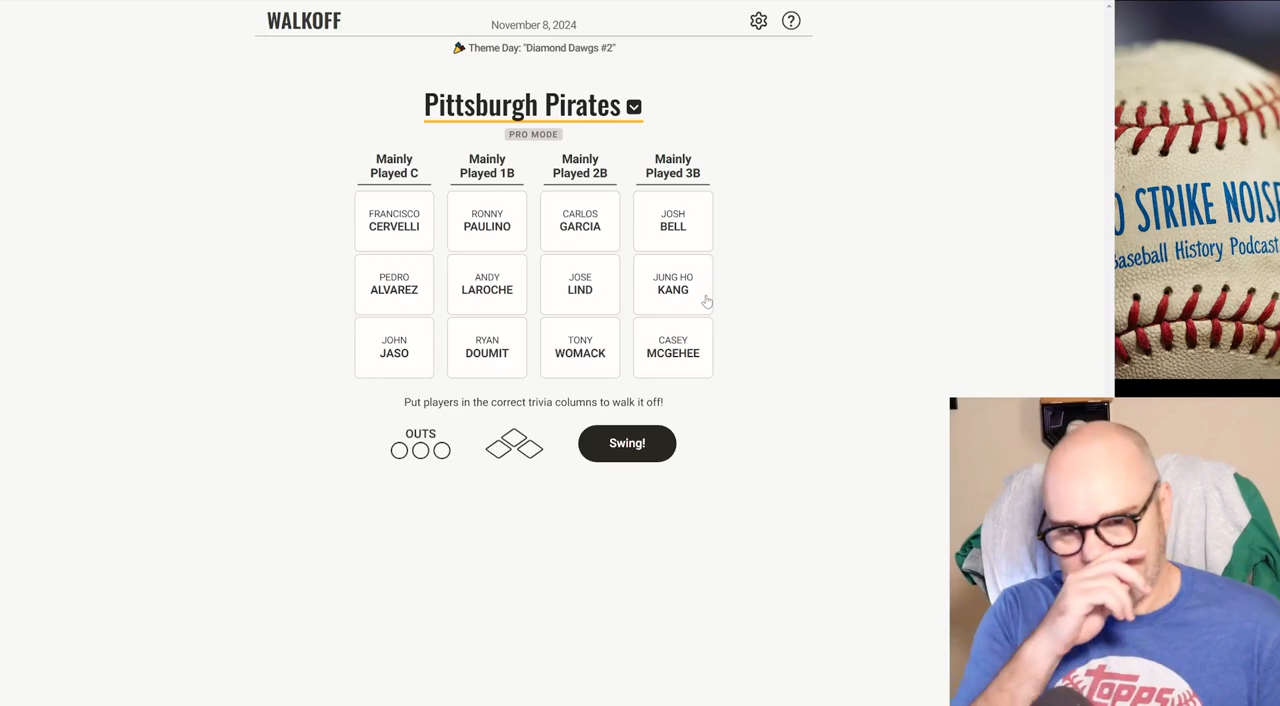 WALKOFF
November 8, 2024
Theme Day: "Diamond Dawgs #2"
Pittsburgh Pirates
PRO MODE
Mainly Played C
Mainly Played 1B
Mainly Played 2B
Mainly Played 3B
FRANCISCO CERVELLI
RONNY PAULINO
CARLOS GARCIA
JOSH BELL
PEDRO ALVAREZ
ANDY LAROCHE
JOSE LIND
JUNG HO KANG
JOHN JASO
RYAN DOUMIT
TONY WOMACK
CASEY MCGEHEE
Put players in the correct trivia columns to walk it off!
OUTS
Swing!
STRIKE NOISE
Baseball History Podcast
Topps